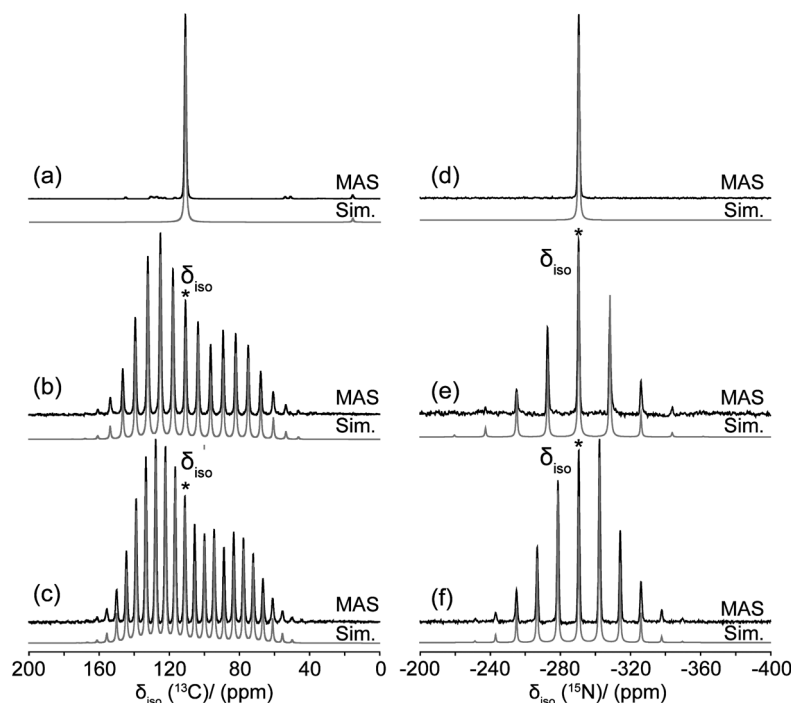 (a)
MAS
Sim.
(d)
MAS
Sim.
δiso
*
(b)
MAS
Sim.
*
δiso
(e)
MAS
Sim.
δiso
*
(c)
MAS
Sim.
δiso
*
(f)
MAS
Sim.
200 160 120 80 40 0
δiso (¹³C)/ (ppm)
-200 -240 -280 -320 -360 -400
δiso (¹⁵N)/ (ppm)